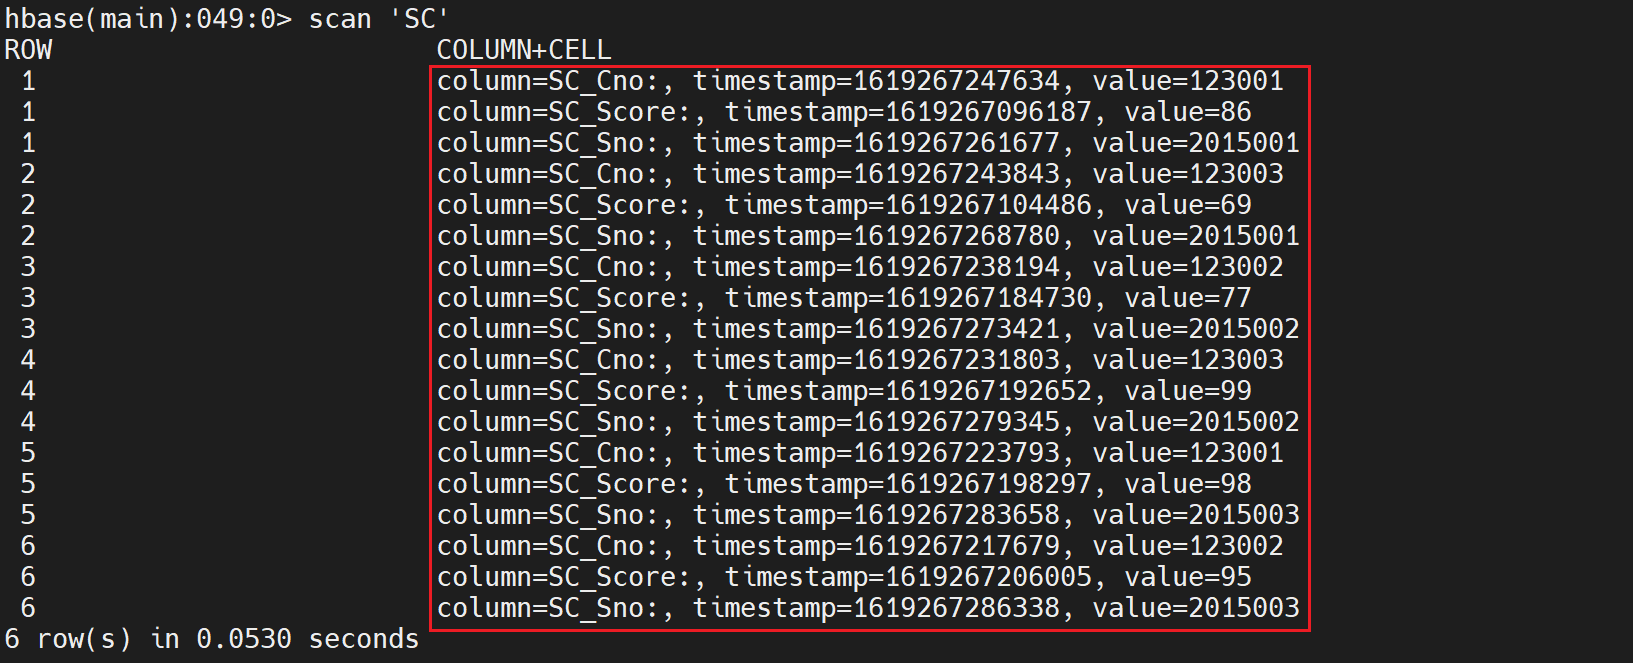 hbase(main):049:0> scan 'SC'
ROW COLUMN+CELL
1 column=SC_Cno:, timestamp=1619267247634, value=123001
1 column=SC_Score:, timestamp=1619267096187, value=86
1 column=SC_Sno:, timestamp=1619267261677, value=2015001
2 column=SC_Cno:, timestamp=1619267243843, value=123003
2 column=SC_Score:, timestamp=1619267104486, value=69
2 column=SC_Sno:, timestamp=1619267268780, value=2015001
3 column=SC_Cno:, timestamp=1619267238194, value=123002
3 column=SC_Score:, timestamp=1619267184730, value=77
3 column=SC_Sno:, timestamp=1619267273421, value=2015002
4 column=SC_Cno:, timestamp=1619267231803, value=123003
4 column=SC_Score:, timestamp=1619267192652, value=99
4 column=SC_Sno:, timestamp=1619267279345, value=2015002
5 column=SC_Cno:, timestamp=1619267223793, value=123001
5 column=SC_Score:, timestamp=1619267198297, value=98
5 column=SC_Sno:, timestamp=1619267283658, value=2015003
6 column=SC_Cno:, timestamp=1619267217679, value=123002
6 column=SC_Score:, timestamp=1619267206005, value=95
6 column=SC_Sno:, timestamp=1619267286338, value=2015003
6 row(s) in 0.0530 seconds